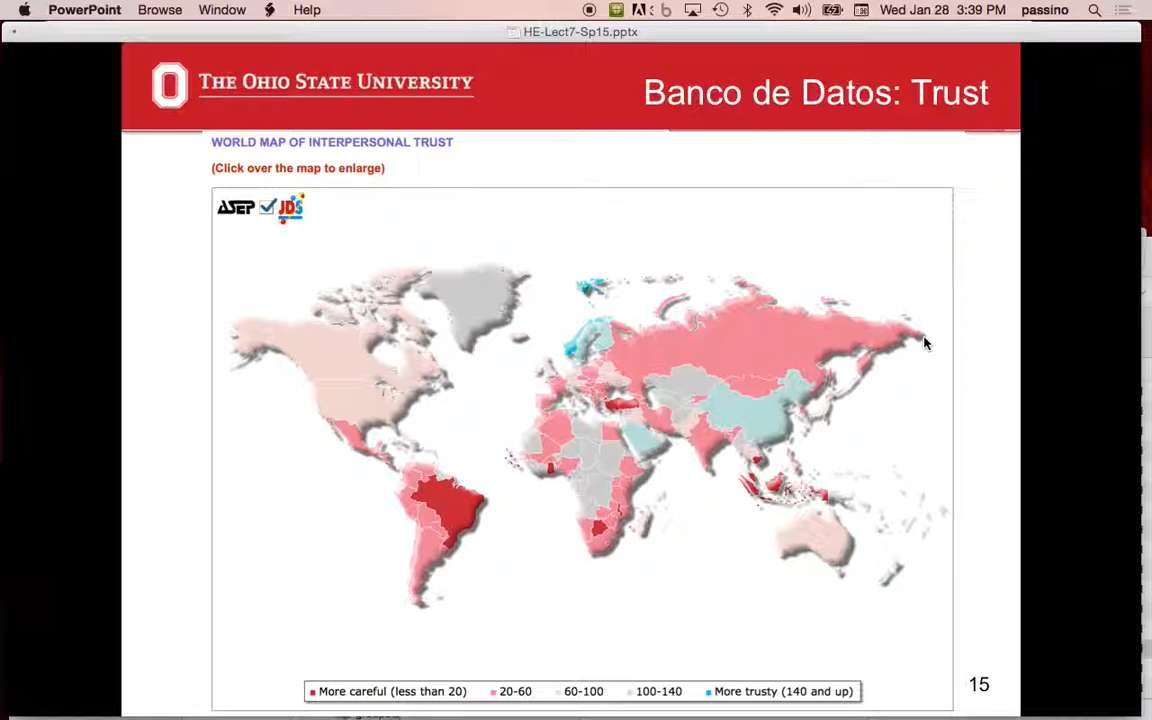 PowerPoint Browse Window Help Wed Jan 28 3:39 PM passino
HE-Lect7-Sp15.pptx
O THE OHIO STATE UNIVERSITY
Banco de Datos: Trust
WORLD MAP OF INTERPERSONAL TRUST
(Click over the map to enlarge)
ASEP JDS
More careful (less than 20) 20-60 60-100 100-140 More trusty (140 and up)
15